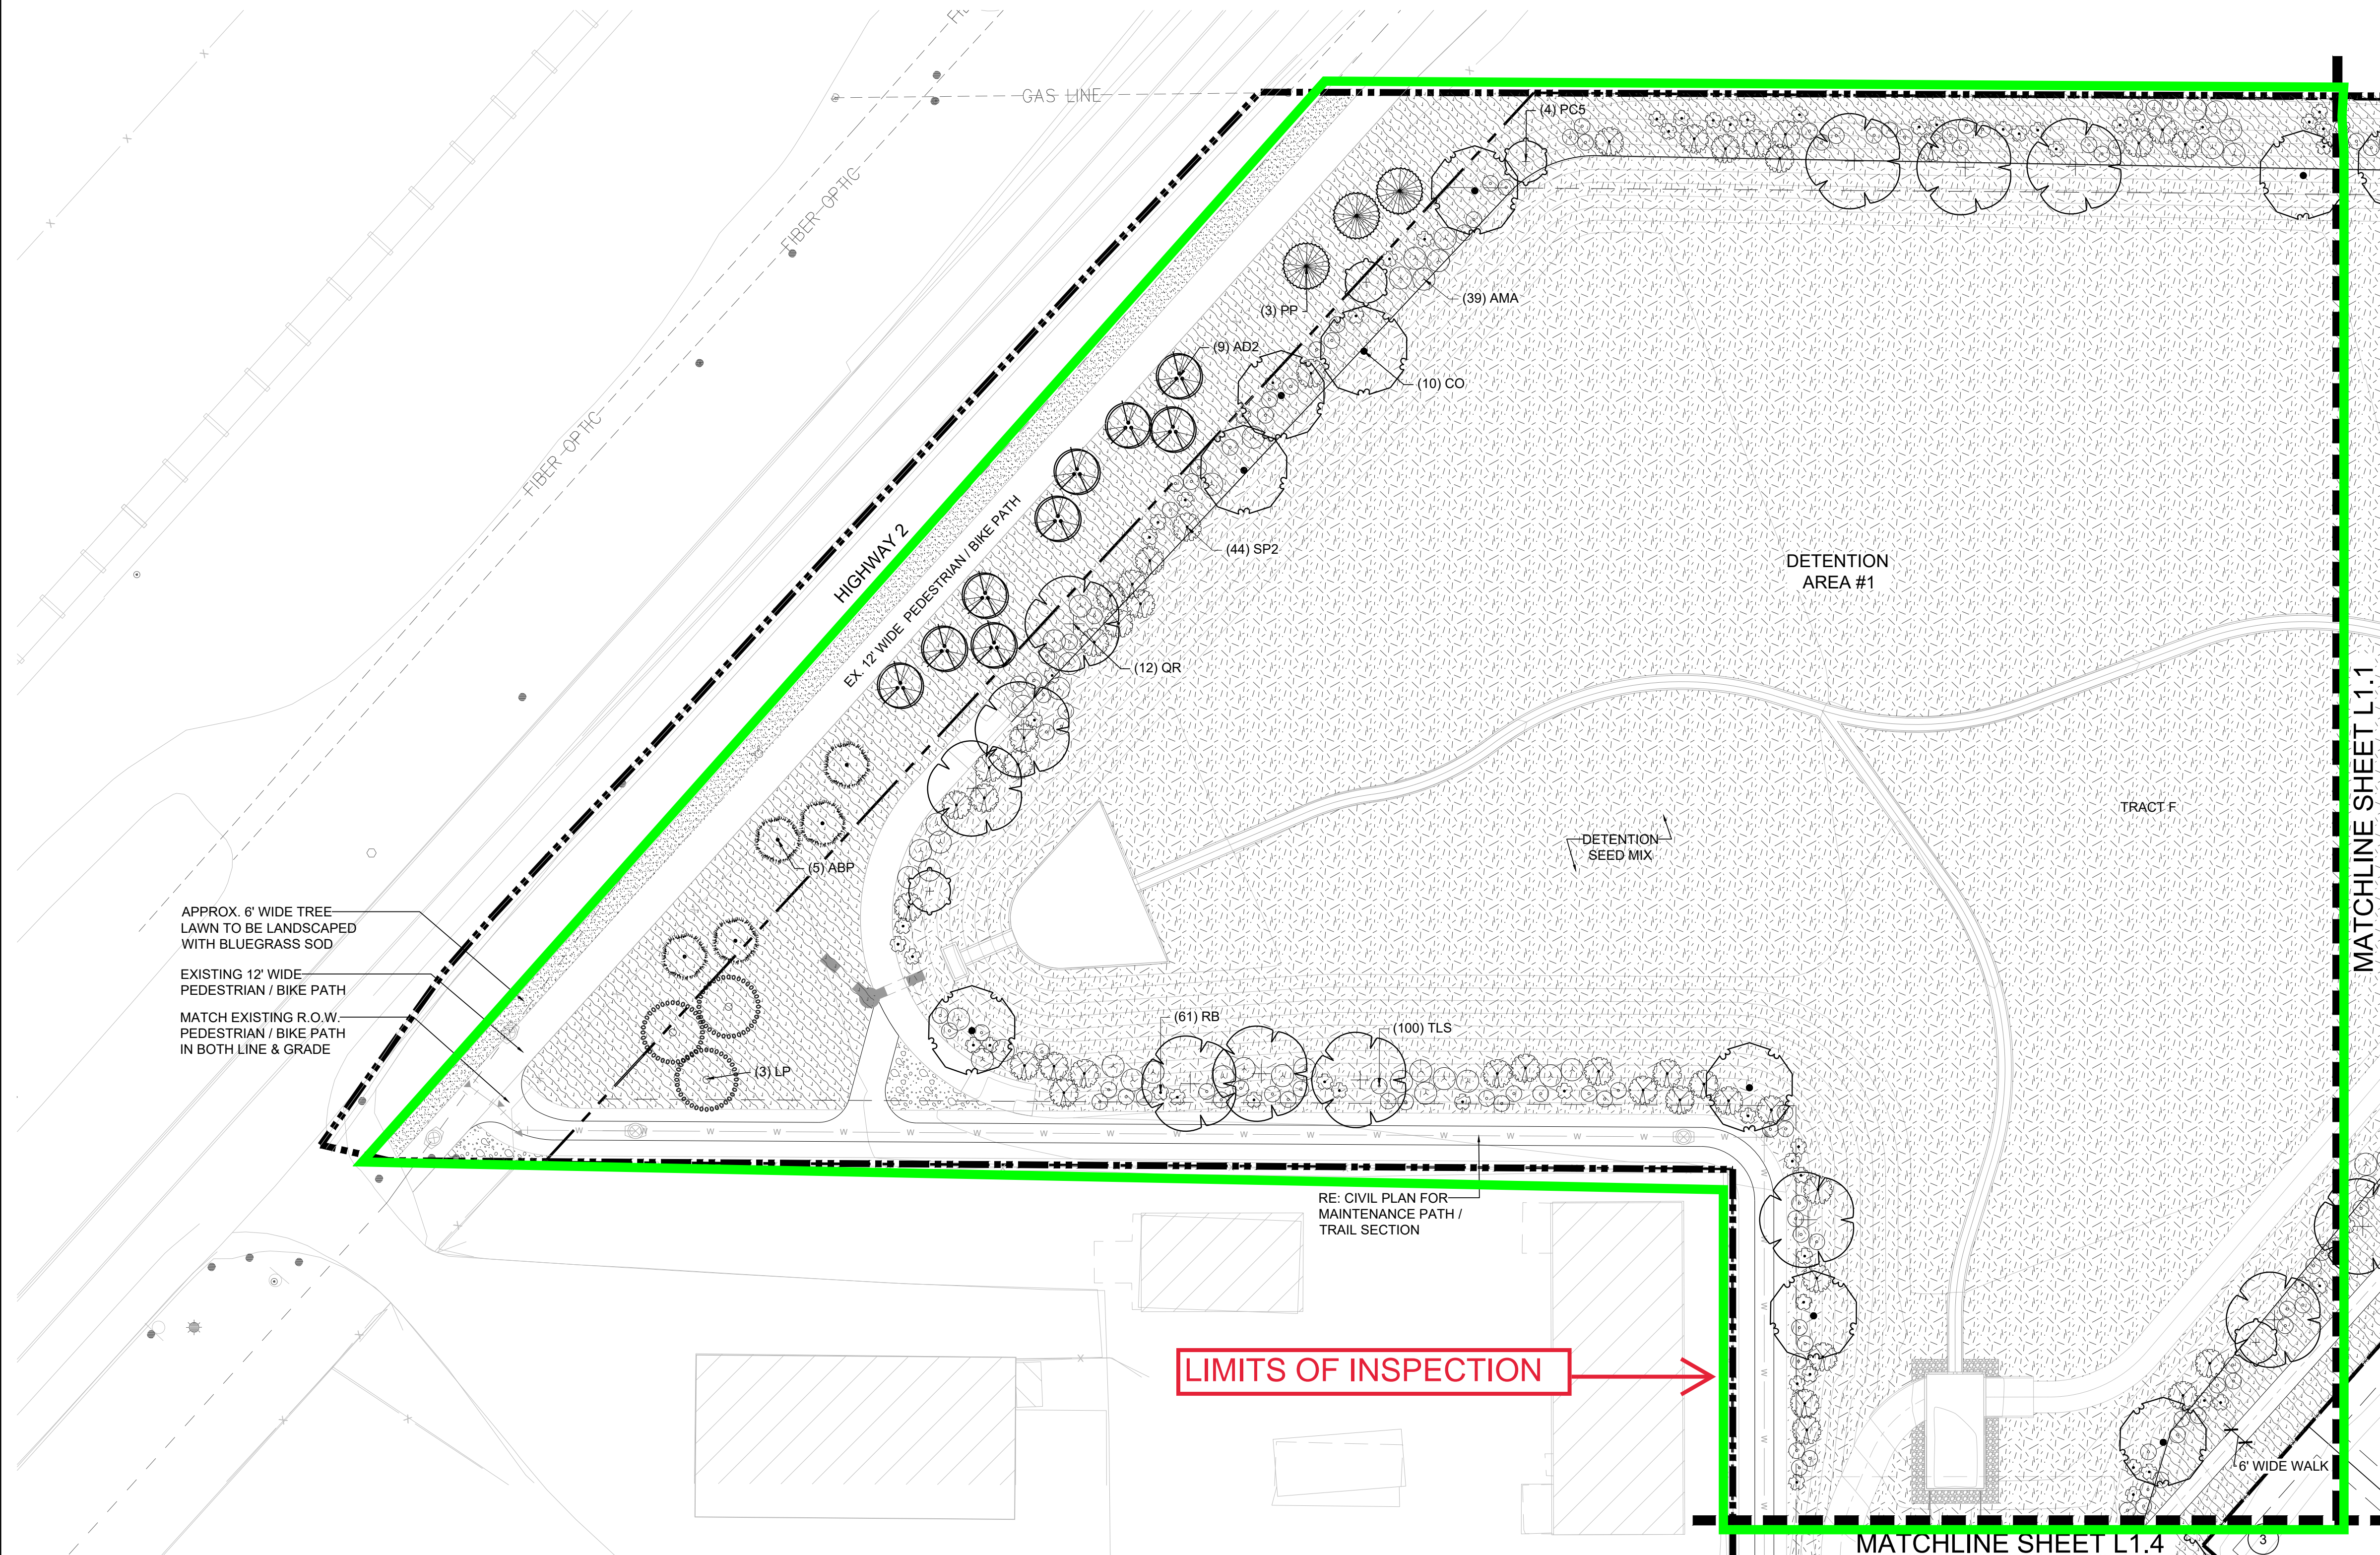 GAS LINE
(4) PC5
FIBER OPTIC
(39) AMA
(3) PP
(9) AD2
(10) CO
FIBER OPTIC
HIGHWAY 2
EX. 12' WIDE PEDESTRIAN / BIKE PATH
(44) SP2
DETENTION
AREA #1
(12) QR
MATCHLINE SHEET L1.1
TRACT F
DETENTION
SEED MIX
(5) ABP
APPROX. 6' WIDE TREE
LAWN TO BE LANDSCAPED
WITH BLUEGRASS SOD
EXISTING 12' WIDE
PEDESTRIAN / BIKE PATH
MATCH EXISTING R.O.W.
PEDESTRIAN / BIKE PATH
IN BOTH LINE & GRADE
(61) RB
(100) TLS
(3) LP
RE: CIVIL PLAN FOR
MAINTENANCE PATH /
TRAIL SECTION
LIMITS OF INSPECTION
6' WIDE WALK
MATCHLINE SHEET L1.4
3